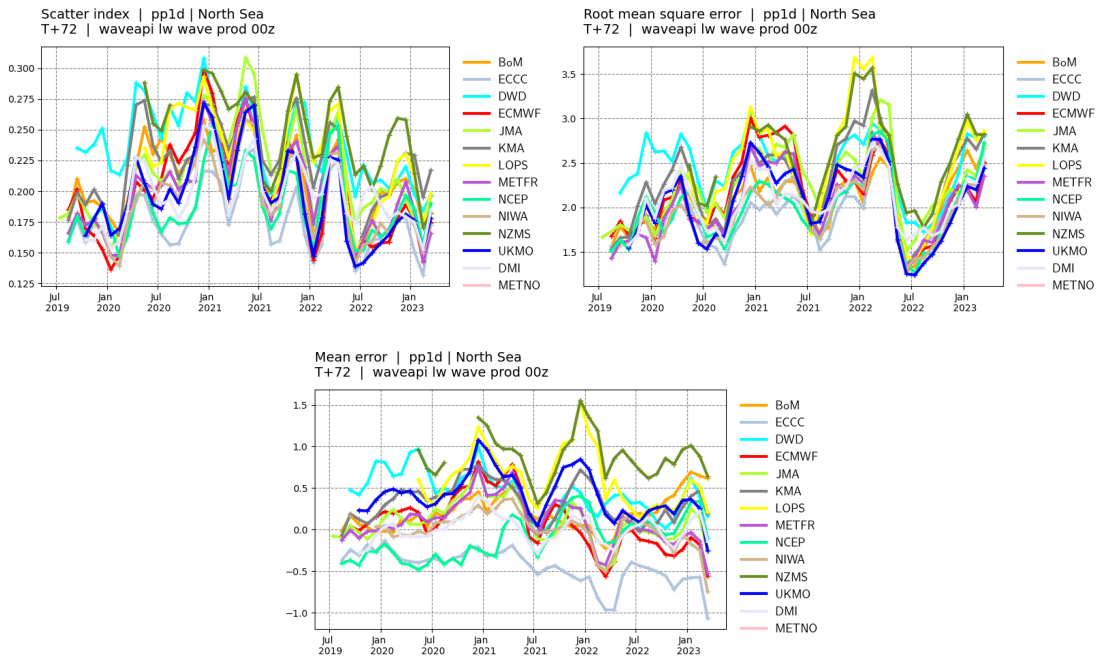 Scatter index | pp1d | North Sea
T+72 | waveapi lw wave prod 00z
0.300
0.275
0.250
0.225
0.200
0.175
0.150
0.125
Jul
2019
Jan
2020
Jul
2020
Jan
2021
Jul
2021
Jan
2022
Jul
2022
Jan
2023
BoM
ECCC
DWD
ECMWF
JMA
KMA
LOPS
METFR
NCEP
NIWA
NZMS
UKMO
DMI
METNO
Root mean square error | pp1d | North Sea
T+72 | waveapi lw wave prod 00z
3.5
3.0
2.5
2.0
1.5
Jul
2019
Jan
2020
Jul
2020
Jan
2021
Jul
2021
Jan
2022
Jul
2022
Jan
2023
BoM
ECCC
DWD
ECMWF
JMA
KMA
LOPS
METFR
NCEP
NIWA
NZMS
UKMO
DMI
METNO
Mean error | pp1d | North Sea
T+72 | waveapi lw wave prod 00z
1.5
1.0
0.5
0.0
−0.5
−1.0
Jul
2019
Jan
2020
Jul
2020
Jan
2021
Jul
2021
Jan
2022
Jul
2022
Jan
2023
BoM
ECCC
DWD
ECMWF
JMA
KMA
LOPS
METFR
NCEP
NIWA
NZMS
UKMO
DMI
METNO